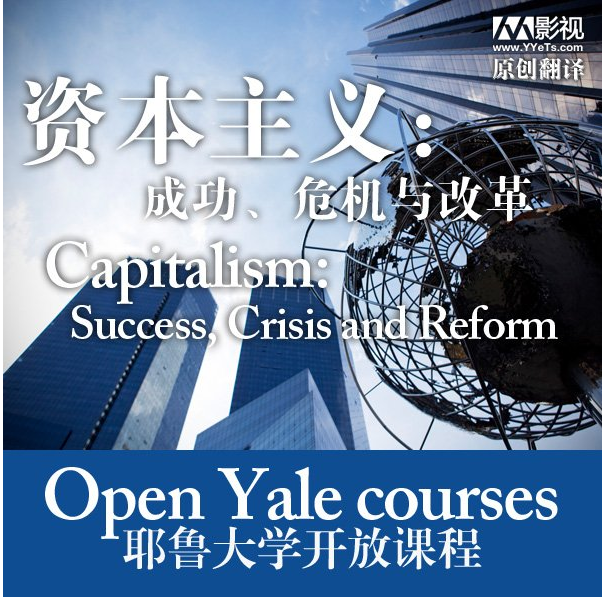 人人影视
www.YYeTs.com
原创翻译
资本主义：
成功、危机与改革
Capitalism:
Success, Crisis and Reform
Open Yale courses
耶鲁大学开放课程